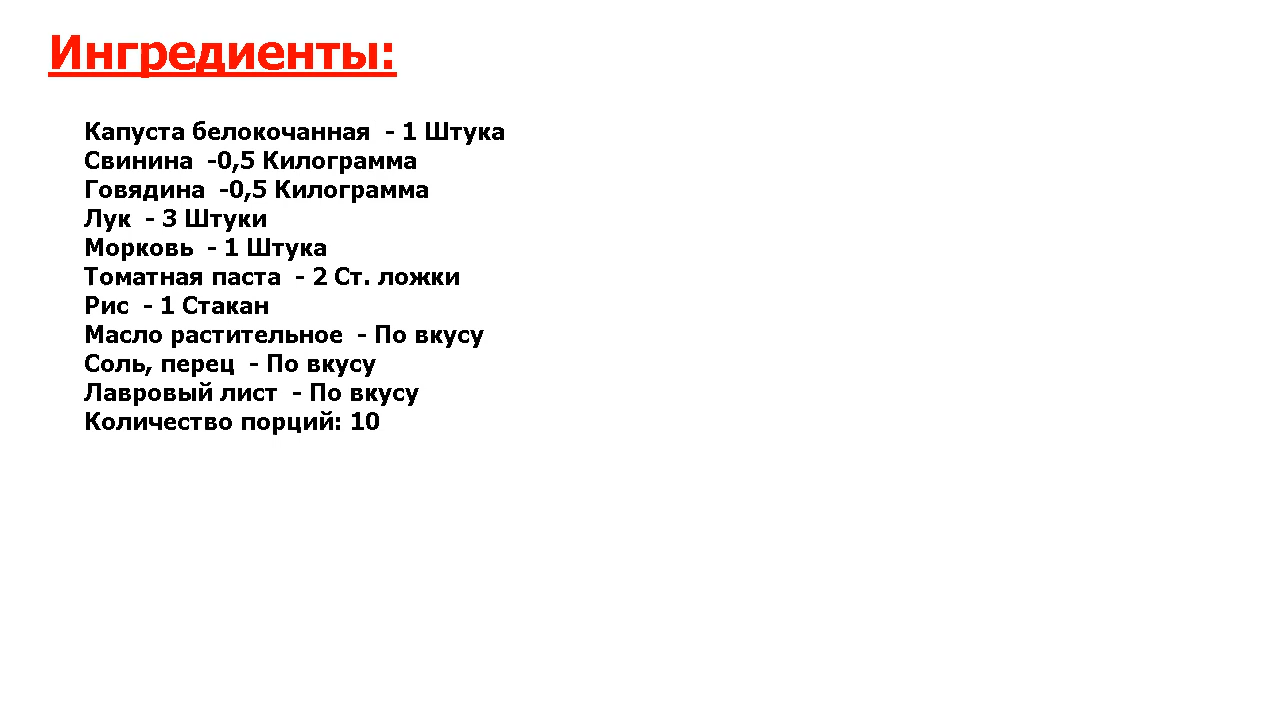 Ингредиенты:
Капуста белокочанная  - 1 Штука
Свинина  -0,5 Килограмма
Говядина  -0,5 Килограмма
Лук  - 3 Штуки
Морковь  - 1 Штука
Томатная паста  - 2 Ст. ложки
Рис  - 1 Стакан
Масло растительное  - По вкусу
Соль, перец  - По вкусу
Лавровый лист  - По вкусу
Количество порций: 10